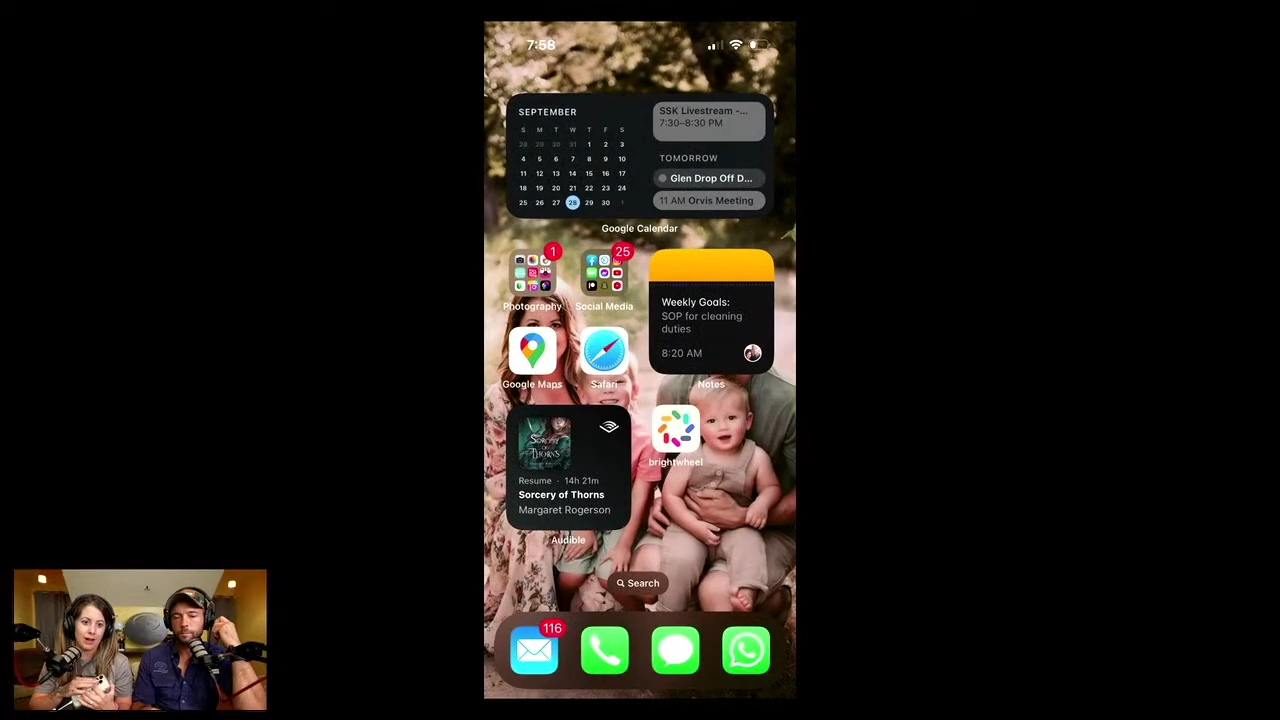 7:58
SEPTEMBER
S M T W T F S
28 29 30 31 1 2 3
4 5 6 7 8 9 10
11 12 13 14 15 16 17
18 19 20 21 22 23 24
25 26 27 28 29 30 1
SSK Livestream -...
7:30–8:30 PM
TOMORROW
Glen Drop Off D...
11 AM Orvis Meeting
Google Calendar
1
25
Photography
Social Media
Weekly Goals:
SOP for cleaning
duties
8:20 AM
Google Maps
Safari
Notes
SORCERY
OF
THORNS
Resume · 14h 21m
Sorcery of Thorns
Margaret Rogerson
brightwheel
Audible
Search
116